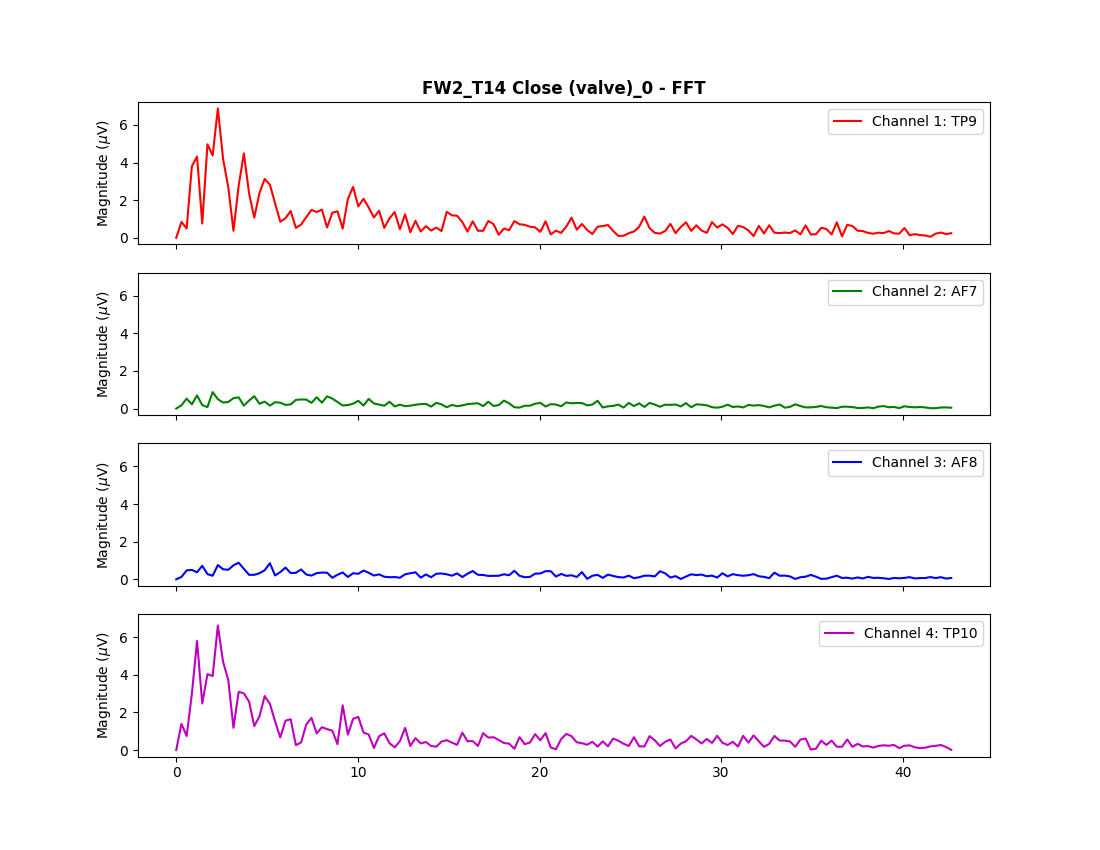 FW2_T14 Close (valve)_0 - FFT
Magnitude (μV)
6
4
2
0
Channel 1: TP9
Magnitude (μV)
6
4
2
0
Channel 2: AF7
Magnitude (μV)
6
4
2
0
Channel 3: AF8
Magnitude (μV)
6
4
2
0
Channel 4: TP10
0 10 20 30 40